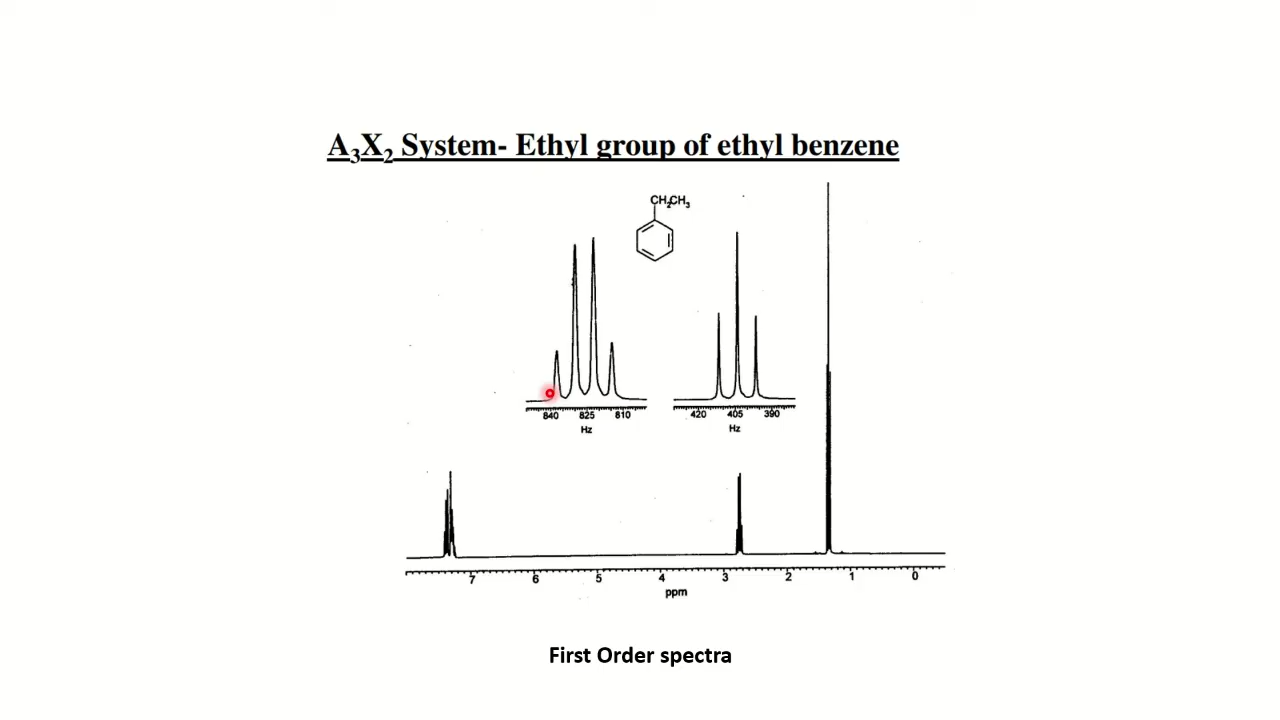 A₃X₂ System- Ethyl group of ethyl benzene
CH₂CH₃
840 825 810
Hz
420 405 390
Hz
7 6 5 4 3 2 1 0
ppm
First Order spectra